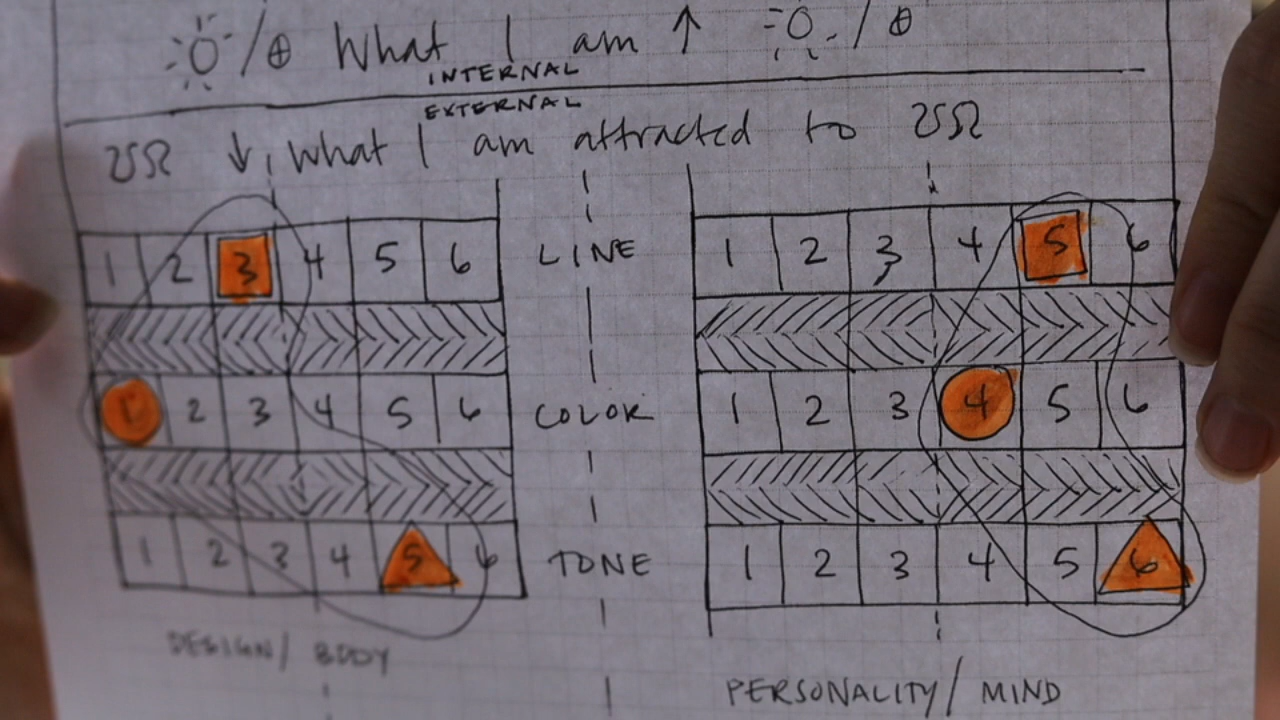 ☼/⊕ What I am ↑ ☼/⊕
INTERNAL
EXTERNAL
☋☊ ↓ What I am attracted to ☋☊
1 2 3 4 5 6 LINE 1 2 3 4 5 6
1 2 3 4 5 6 COLOR 1 2 3 4 5 6
1 2 3 4 5 6 TONE 1 2 3 4 5 6
DESIGN/ BODY
PERSONALITY/ MIND